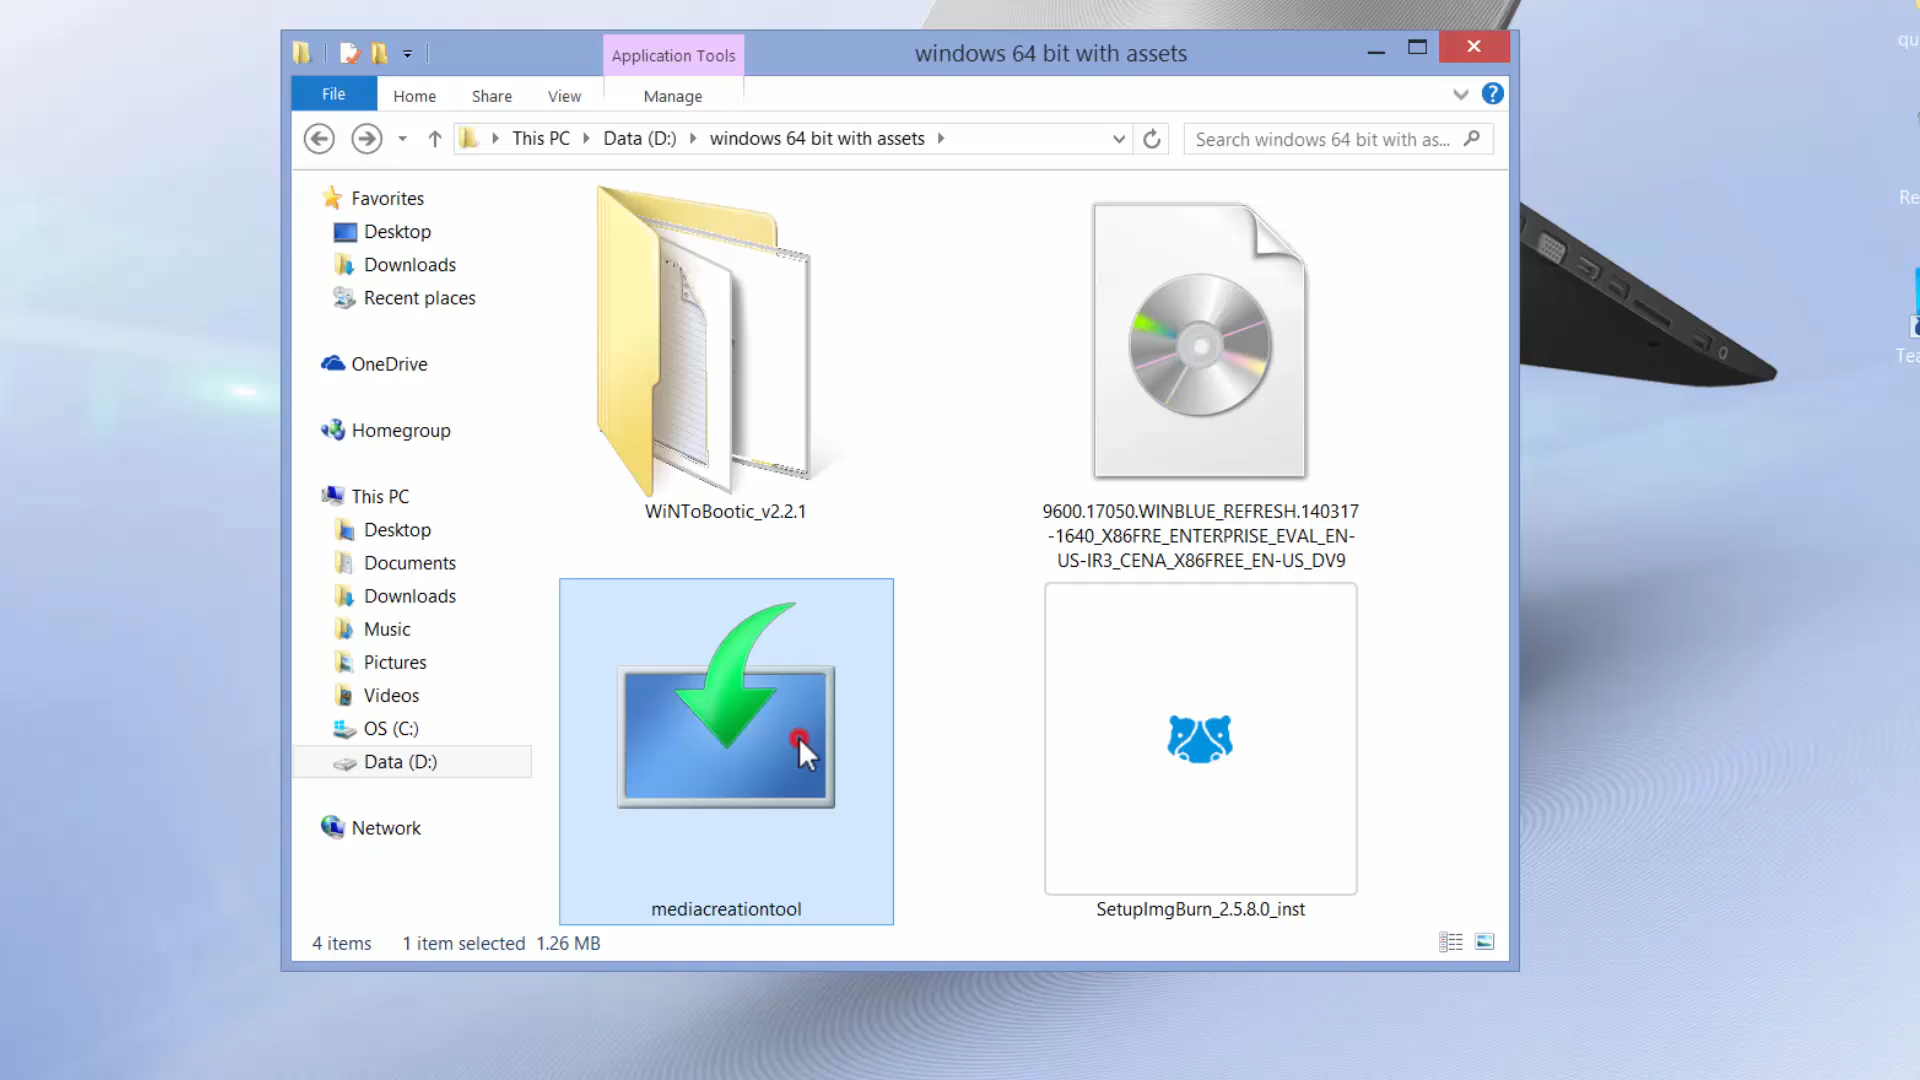 Application Tools
windows 64 bit with assets
File
Home
Share
View
Manage
This PC
Data (D:)
windows 64 bit with assets
Search windows 64 bit with as...
Favorites
Desktop
Downloads
Recent places
OneDrive
Homegroup
This PC
Desktop
Documents
Downloads
Music
Pictures
Videos
OS (C:)
Data (D:)
Network
WiNToBootic_v2.2.1
9600.17050.WINBLUE_REFRESH.140317
-1640_X86FRE_ENTERPRISE_EVAL_EN-
US-IR3_CENA_X86FREE_EN-US_DV9
mediacreationtool
SetupImgBurn_2.5.8.0_inst
4 items
1 item selected 1.26 MB
qu
Re
Tea